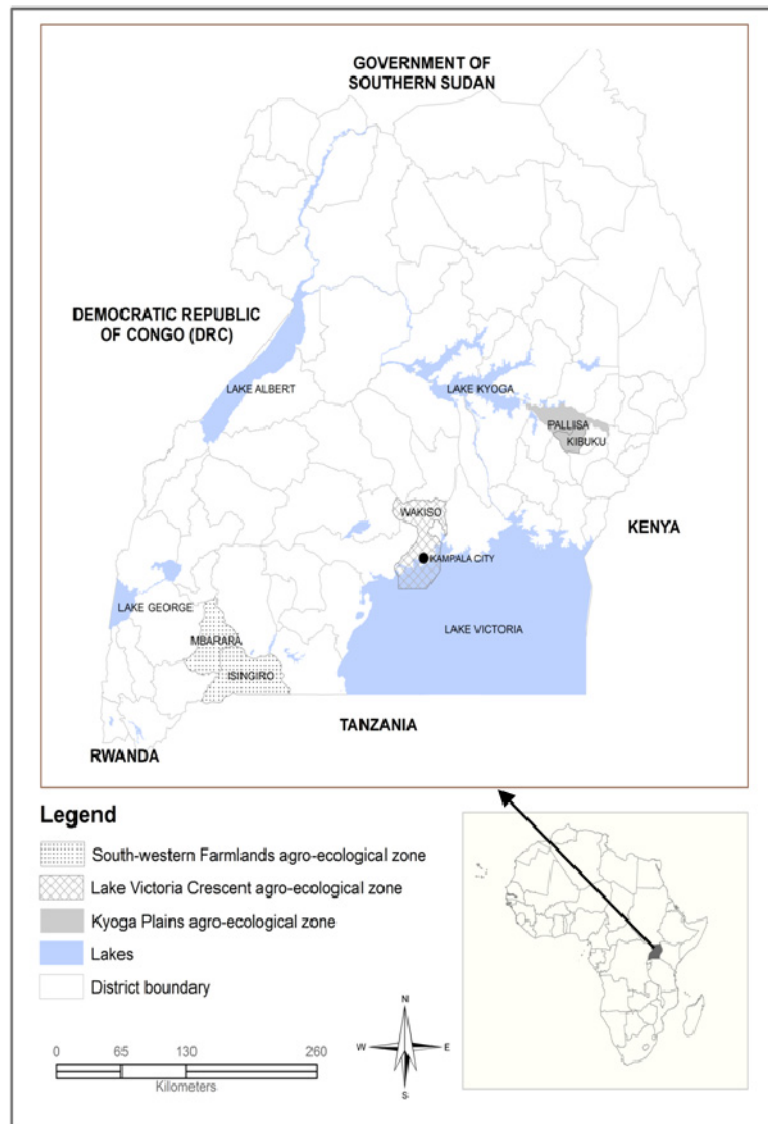 GOVERNMENT OF
SOUTHERN SUDAN
DEMOCRATIC REPUBLIC
OF CONGO (DRC)
LAKE ALBERT
LAKE KYOGA
PALLISA
KIBUKU
WAKISO
KENYA
KAMPALA CITY
LAKE GEORGE
LAKE VICTORIA
MBARARA
ISINGIRO
TANZANIA
RWANDA
Legend
South-western Farmlands agro-ecological zone
Lake Victoria Crescent agro-ecological zone
Kyoga Plains agro-ecological zone
Lakes
District boundary
N
W E
S
0 65 130 260
Kilometers